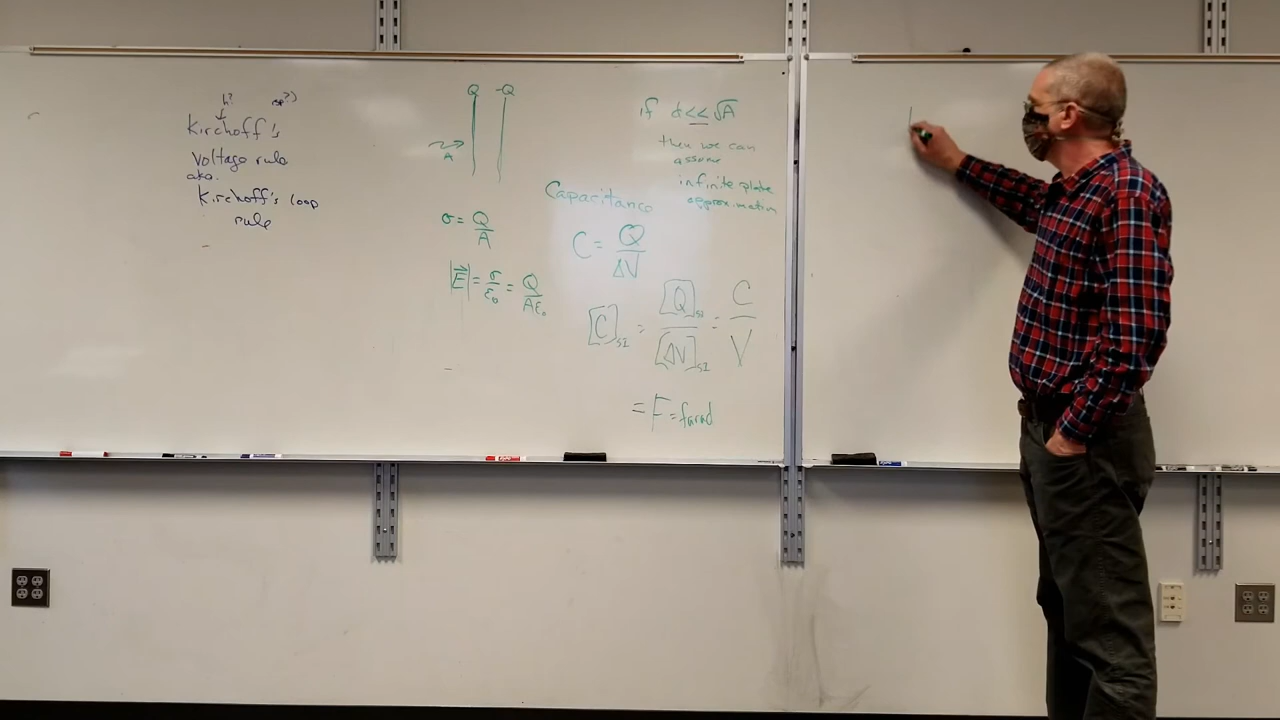 h? sp?)
Kirchoff's
voltage rule
aka.
Kirchoff's loop
rule
Q -Q
A
σ = Q/A
|E⃗| = σ/ε₀ = Q/Aε₀
if d << √A
then we can
assume
infinite plate
approximation
Capacitance
C = Q/ΔV
[C]SI = [Q]SI/[ΔV]SI = C/V
= F = farad